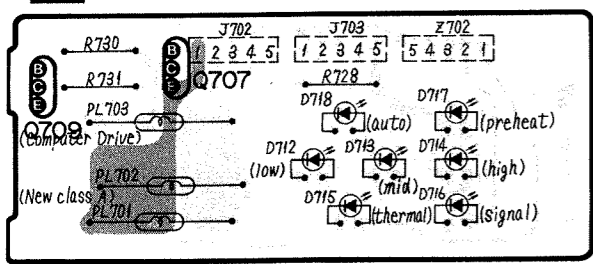 J702
J703
Z702
R730
B
C
E
1 2 3 4 5
1 2 3 4 5
5 4 3 2 1
B
C
E
R731
Q707
R728
PL703
D718
D717
Q709
(Computer Drive)
(auto)
(preheat)
D712
D713
D714
(low)
(mid)
(high)
PL702
(New class A)
D715
D716
PL701
(thermal)
(signal)